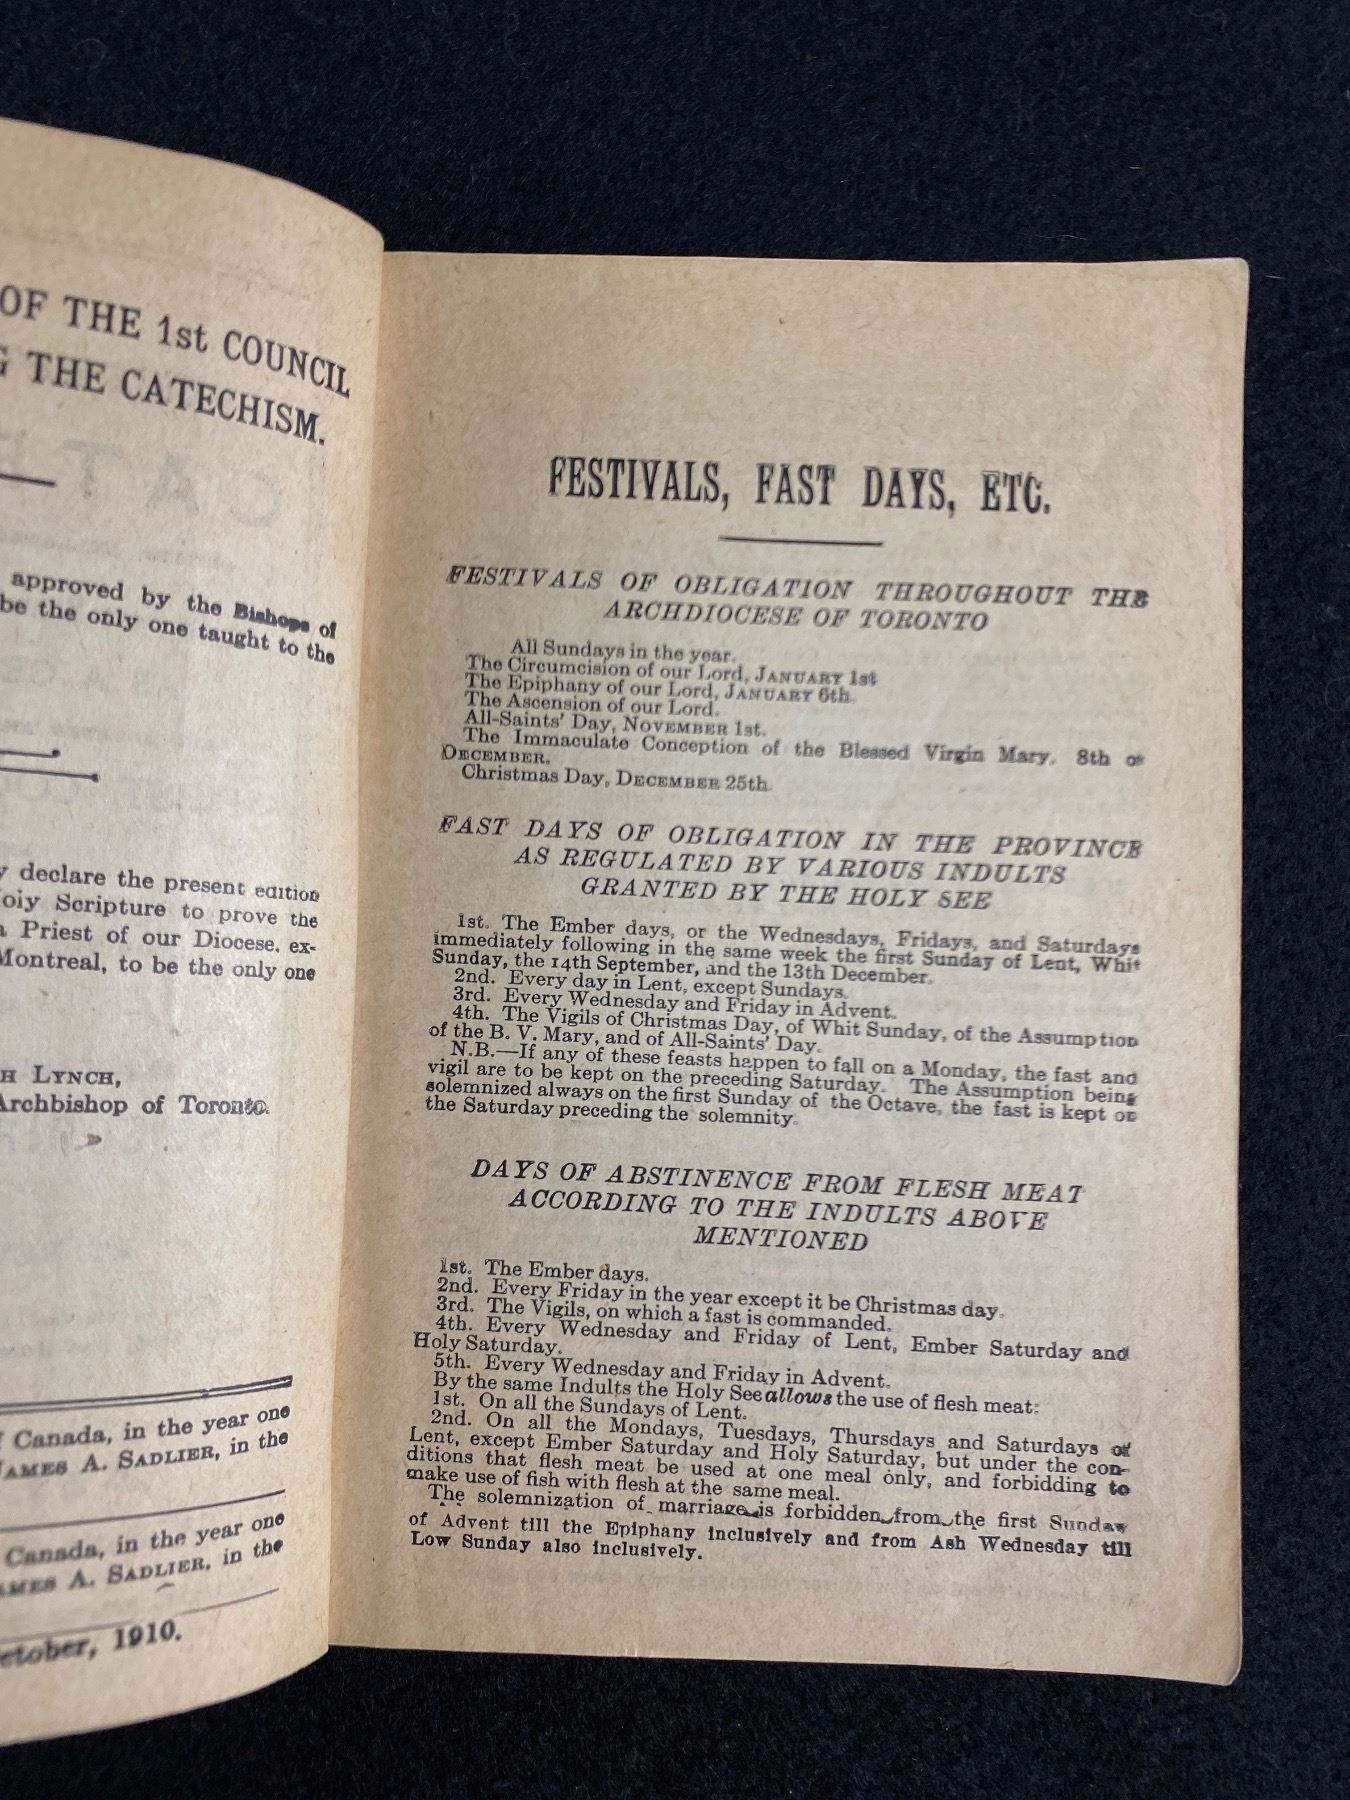 OF THE 1st COUNCIL
THE CATECHISM.
approved by the Bishops of
be the only one taught to the
declare the present edition
Holy Scripture to prove the
a Priest of our Diocese, ex-
Montreal, to be the only one
LYNCH,
Archbishop of Toronto.
Canada, in the year one
JAMES A. SADLIER, in the
Canada, in the year one
JAMES A. SADLIER, in the
October, 1910.
FESTIVALS, FAST DAYS, ETC.
FESTIVALS OF OBLIGATION THROUGHOUT THE
ARCHDIOCESE OF TORONTO
All Sundays in the year.
The Circumcision of our Lord, JANUARY 1st
The Epiphany of our Lord, JANUARY 6th.
The Ascension of our Lord.
All-Saints' Day, NOVEMBER 1st.
The Immaculate Conception of the Blessed Virgin Mary, 8th of
DECEMBER.
Christmas Day, DECEMBER 25th
FAST DAYS OF OBLIGATION IN THE PROVINCE
AS REGULATED BY VARIOUS INDULTS
GRANTED BY THE HOLY SEE
1st. The Ember days, or the Wednesdays, Fridays, and Saturdays
immediately following in the same week the first Sunday of Lent, Whit
Sunday, the 14th September, and the 13th December.
2nd. Every day in Lent, except Sundays.
3rd. Every Wednesday and Friday in Advent.
4th. The Vigils of Christmas Day, of Whit Sunday, of the Assumption
of the B. V. Mary, and of All-Saints' Day.
N.B.—If any of these feasts happen to fall on a Monday, the fast and
vigil are to be kept on the preceding Saturday. The Assumption being
solemnized always on the first Sunday of the Octave, the fast is kept on
the Saturday preceding the solemnity.
DAYS OF ABSTINENCE FROM FLESH MEAT
ACCORDING TO THE INDULTS ABOVE
MENTIONED
1st. The Ember days.
2nd. Every Friday in the year except it be Christmas day.
3rd. The Vigils, on which a fast is commanded.
4th. Every Wednesday and Friday of Lent, Ember Saturday and
Holy Saturday.
5th. Every Wednesday and Friday in Advent.
By the same Indults the Holy See allows the use of flesh meat:
1st. On all the Sundays of Lent.
2nd. On all the Mondays, Tuesdays, Thursdays and Saturdays of
Lent, except Ember Saturday and Holy Saturday, but under the con-
ditions that flesh meat be used at one meal only, and forbidding to
make use of fish with flesh at the same meal.
The solemnization of marriage is forbidden from the first Sunday
of Advent till the Epiphany inclusively and from Ash Wednesday till
Low Sunday also inclusively.